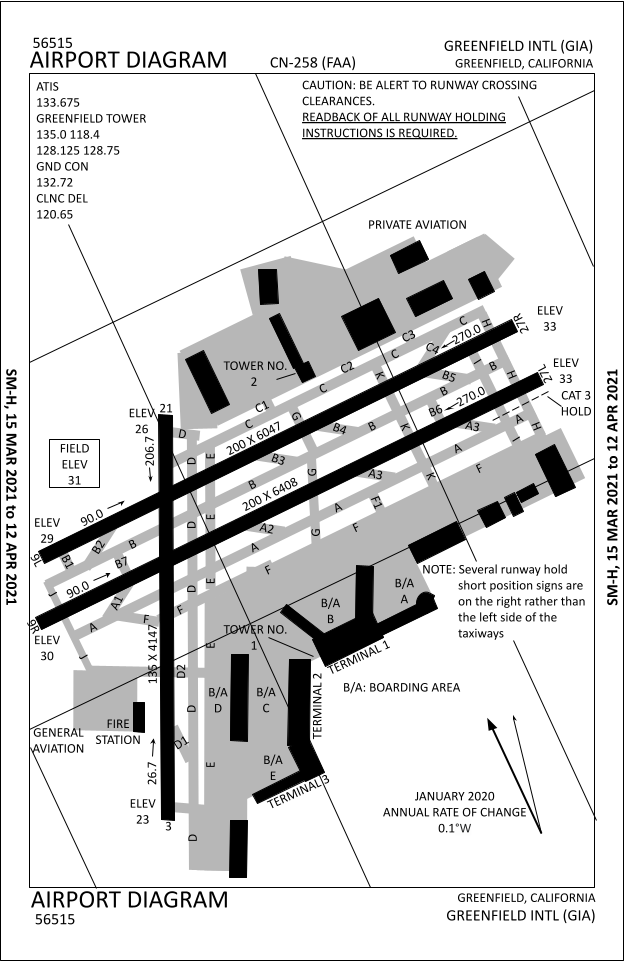 56515
AIRPORT DIAGRAM
CN-258 (FAA)
GREENFIELD INTL (GIA)
GREENFIELD, CALIFORNIA
ATIS
133.675
GREENFIELD TOWER
135.0 118.4
128.125 128.75
GND CON
132.72
CLNC DEL
120.65
CAUTION: BE ALERT TO RUNWAY CROSSING
CLEARANCES.
READBACK OF ALL RUNWAY HOLDING
INSTRUCTIONS IS REQUIRED.
SM-H, 15 MAR 2021 to 12 APR 2021
SM-H, 15 MAR 2021 to 12 APR 2021
PRIVATE AVIATION
ELEV
33
27R
C
H
C3
C4
270.0
C
C2
K
C
C
C1
C
TOWER NO.
2
ELEV
33
27L
CAT 3
HOLD
B
I
B5
B
B6
270.0
H
I
A
A3
21
ELEV
26
206.7
D
D
E
G
200 X 6047
B4
B
K
B3
B
G
A3
A
F
K
FIELD
ELEV
31
90.0
200 X 6408
A
F1
F
G
A2
A
F
D
E
ELEV
29
9L
B1
B2
B
B7
J
90.0
A1
A
9R
ELEV
30
J
F
F
D
E
135 X 4147
NOTE: Several runway hold
short position signs are
on the right rather than
the left side of the
taxiways
B/A
A
B/A
B
TOWER NO.
1
TERMINAL 1
TERMINAL 2
TERMINAL 3
B/A: BOARDING AREA
D2
E
D
B/A
D
B/A
C
B/A
E
GENERAL
AVIATION
FIRE
STATION
D1
E
26.7
ELEV
23
3
D
JANUARY 2020
ANNUAL RATE OF CHANGE
0.1°W
AIRPORT DIAGRAM
56515
GREENFIELD, CALIFORNIA
GREENFIELD INTL (GIA)